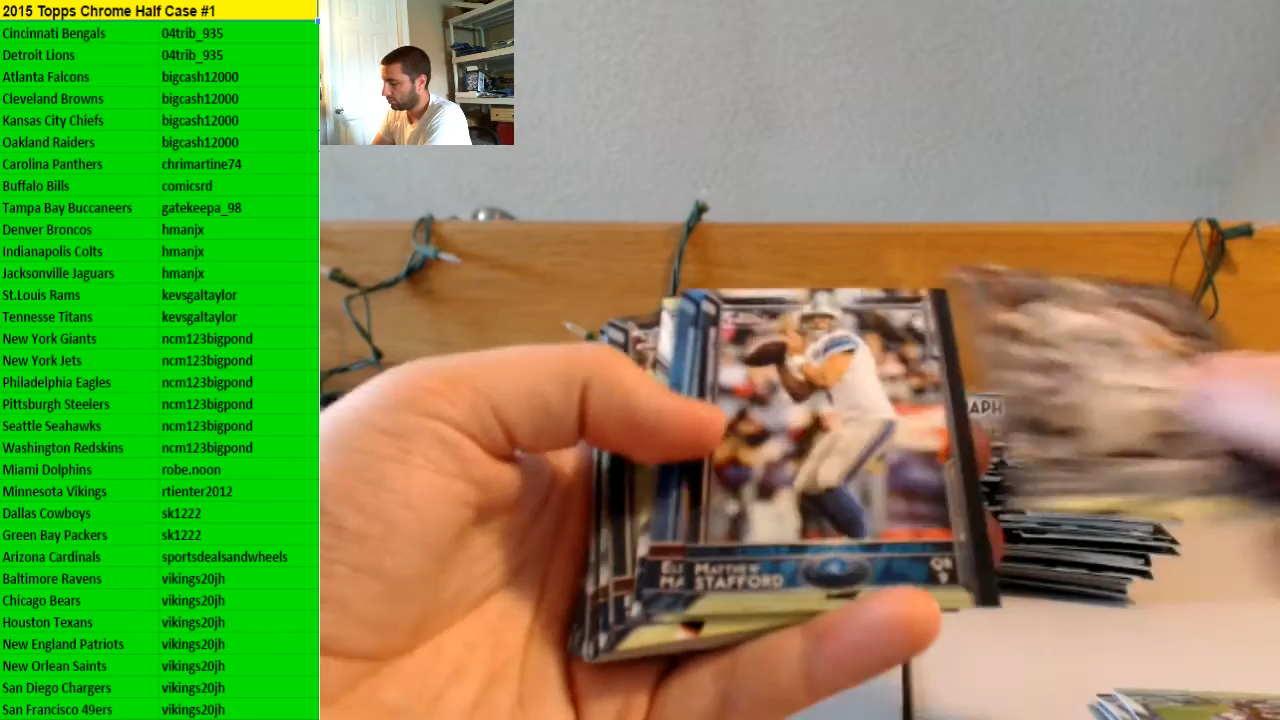 2015 Topps Chrome Half Case #1
Cincinnati Bengals 04trib_935
Detroit Lions 04trib_935
Atlanta Falcons bigcash12000
Cleveland Browns bigcash12000
Kansas City Chiefs bigcash12000
Oakland Raiders bigcash12000
Carolina Panthers chrimartine74
Buffalo Bills comicsrd
Tampa Bay Buccaneers gatekeepa_98
Denver Broncos hmanjx
Indianapolis Colts hmanjx
Jacksonville Jaguars hmanjx
St.Louis Rams kevsgaltaylor
Tennesse Titans kevsgaltaylor
New York Giants ncm123bigpond
New York Jets ncm123bigpond
Philadelphia Eagles ncm123bigpond
Pittsburgh Steelers ncm123bigpond
Seattle Seahawks ncm123bigpond
Washington Redskins ncm123bigpond
Miami Dolphins robe.noon
Minnesota Vikings rtienter2012
Dallas Cowboys sk1222
Green Bay Packers sk1222
Arizona Cardinals sportsdealsandwheels
Baltimore Ravens vikings20jh
Chicago Bears vikings20jh
Houston Texans vikings20jh
New England Patriots vikings20jh
New Orlean Saints vikings20jh
San Diego Chargers vikings20jh
San Francisco 49ers vikings20jh
APH
MATTHEW QB
STAFFORD 9